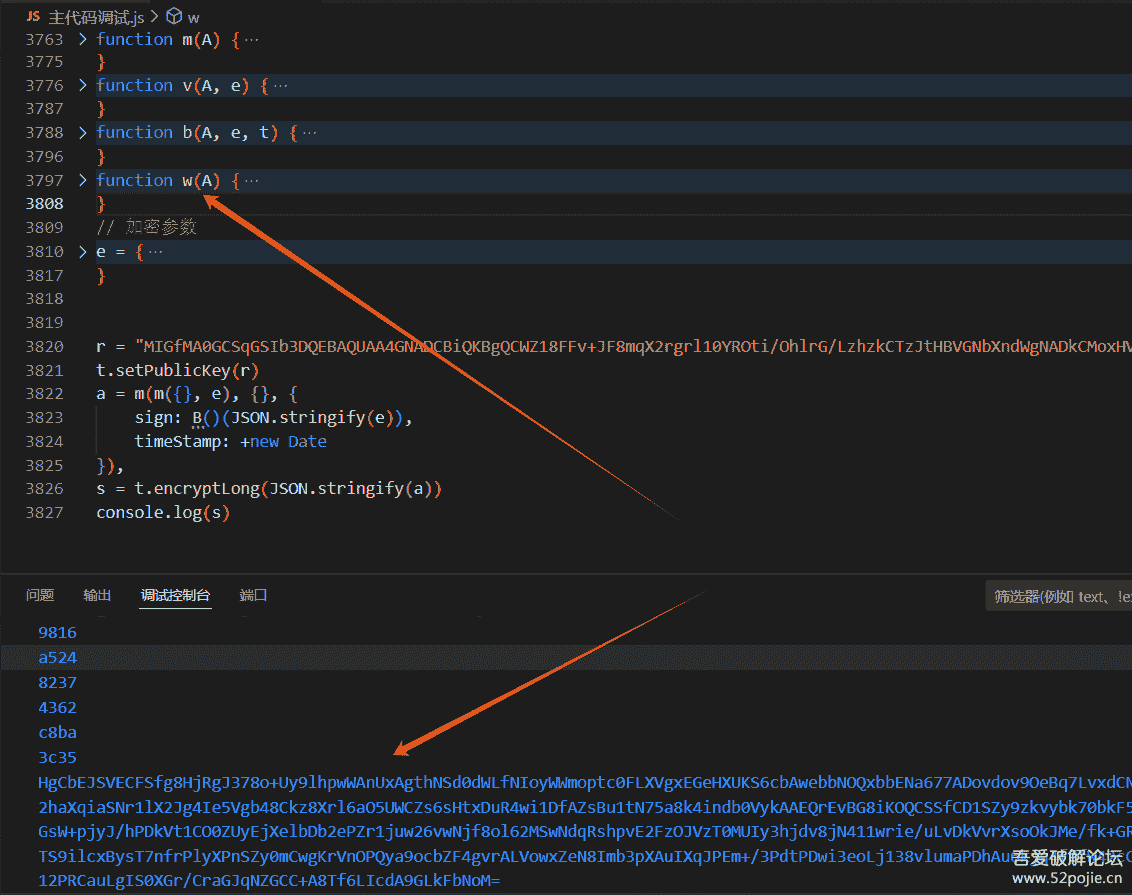 JS 主代码调试.js > w
3763 > function m(A) { ···
3775 }
3776 > function v(A, e) { ···
3787 }
3788 > function b(A, e, t) { ···
3796 }
3797 > function w(A) { ···
3808 }
3809 // 加密参数
3810 > e = { ···
3817 }
3818
3819
3820 r = "MIGfMA0GCSqGSIb3DQEBAQUAA4GNADCBiQKBgQCWZ18FFv+JF8mqX2rgrl10YROti/OhlrG/LzhzkCTzJtHBVGNbXndWgNADkCMoxHV
3821 t.setPublicKey(r)
3822 a = m(m({}, e), {}, {
3823 sign: B()(JSON.stringify(e)),
3824 timeStamp: +new Date
3825 }),
3826 s = t.encryptLong(JSON.stringify(a))
3827 console.log(s)
问题 输出 调试控制台 端口 筛选器(例如 text、!ex
9816
a524
8237
4362
c8ba
3c35
HgCbEJSVECFSfg8HjRgJ378o+Uy9lhpwWAnUxAgthNSd0dWLfNIoyWWmoptc0FLXVgxEGeHXUKS6cbAwebbNOQxbbENa677ADovdov9OeBq7LvxdCN
2haXqiaSNr1lX2Jg4Ie5Vgb48Ckz8Xrl6aO5UWCZs6sHtxDuR4wi1DfAZsBu1tN75a8k4indb0VykAAEQrEvBG8iKOQCSSfCD1SZy9zkvybk70bkF5
GsW+pjyJ/hPDkVt1CO0ZUyEjXelbDb2ePZr1juw26vwNjf8ol62MSwNdqRshpvE2FzOJVzT0MUIy3hjdv8jN411wrie/uLvDkVvrXsoOkJMe/fk+GR
TS9ilcxBysT7nfrPlyXPnSZy0mCwgKrVnOPQya9ocbZF4gvrALVowxZeN8Imb3pXAuIXqJPEm+/3PdtPDwi3eoLj138vlumaPDhAu
12PRCauLgIS0XGr/CraGJqNZGCC+A8Tf6LIcdA9GLkFbNoM=
吾爱破解论坛
www.52pojie.cn